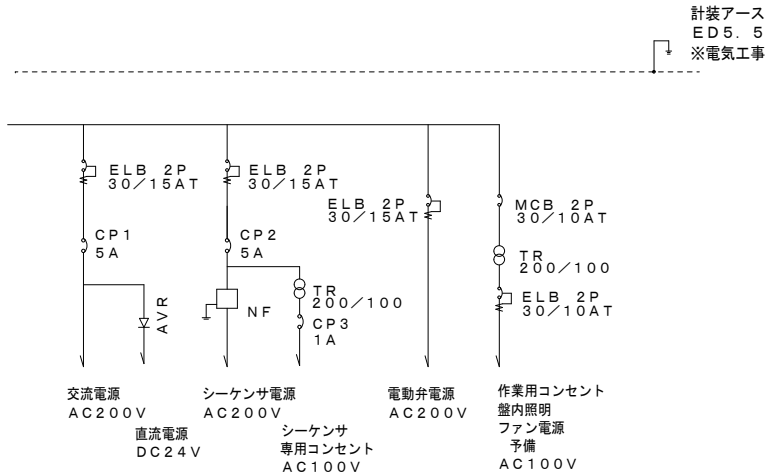 計装アース
ED5.5
※電気工事
ELB 2P
30/15AT
ELB 2P
30/15AT
ELB 2P
30/15AT
MCB 2P
30/10AT
CP1
5A
CP2
5A
TR
200/100
ELB 2P
30/10AT
AVR
NF
TR
200/100
CP3
1A
交流電源
AC200V
直流電源
DC24V
シーケンサ電源
AC200V
シーケンサ
専用コンセント
AC100V
電動弁電源
AC200V
作業用コンセント
盤内照明
ファン電源
予備
AC100V